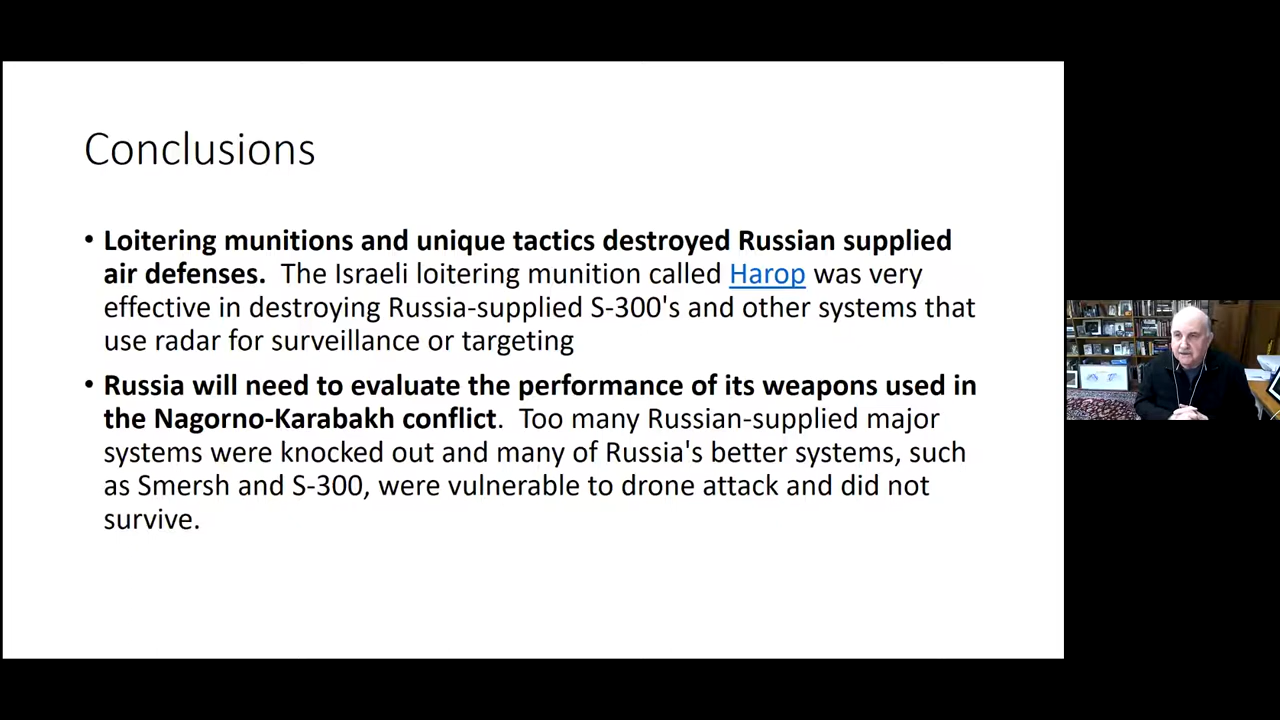 Conclusions
• Loitering munitions and unique tactics destroyed Russian supplied
air defenses. The Israeli loitering munition called Harop was very
effective in destroying Russia-supplied S-300's and other systems that
use radar for surveillance or targeting
• Russia will need to evaluate the performance of its weapons used in
the Nagorno-Karabakh conflict. Too many Russian-supplied major
systems were knocked out and many of Russia's better systems, such
as Smersh and S-300, were vulnerable to drone attack and did not
survive.